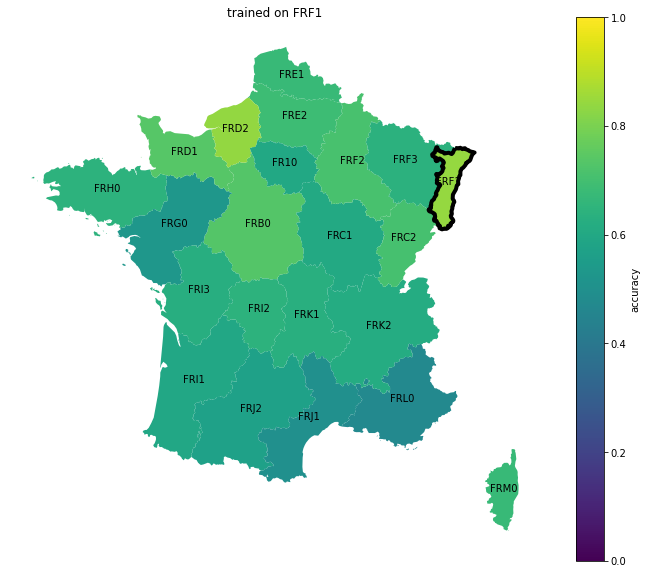 trained on FRF1
FRE1
FRE2
FRD2
FRD1
FR10
FRF2
FRF3
FRF1
FRH0
FRG0
FRB0
FRC1
FRC2
FRI3
FRI2
FRK1
FRK2
FRI1
FRJ2
FRJ1
FRL0
FRM0
1.0
0.8
0.6
0.4
0.2
0.0
accuracy